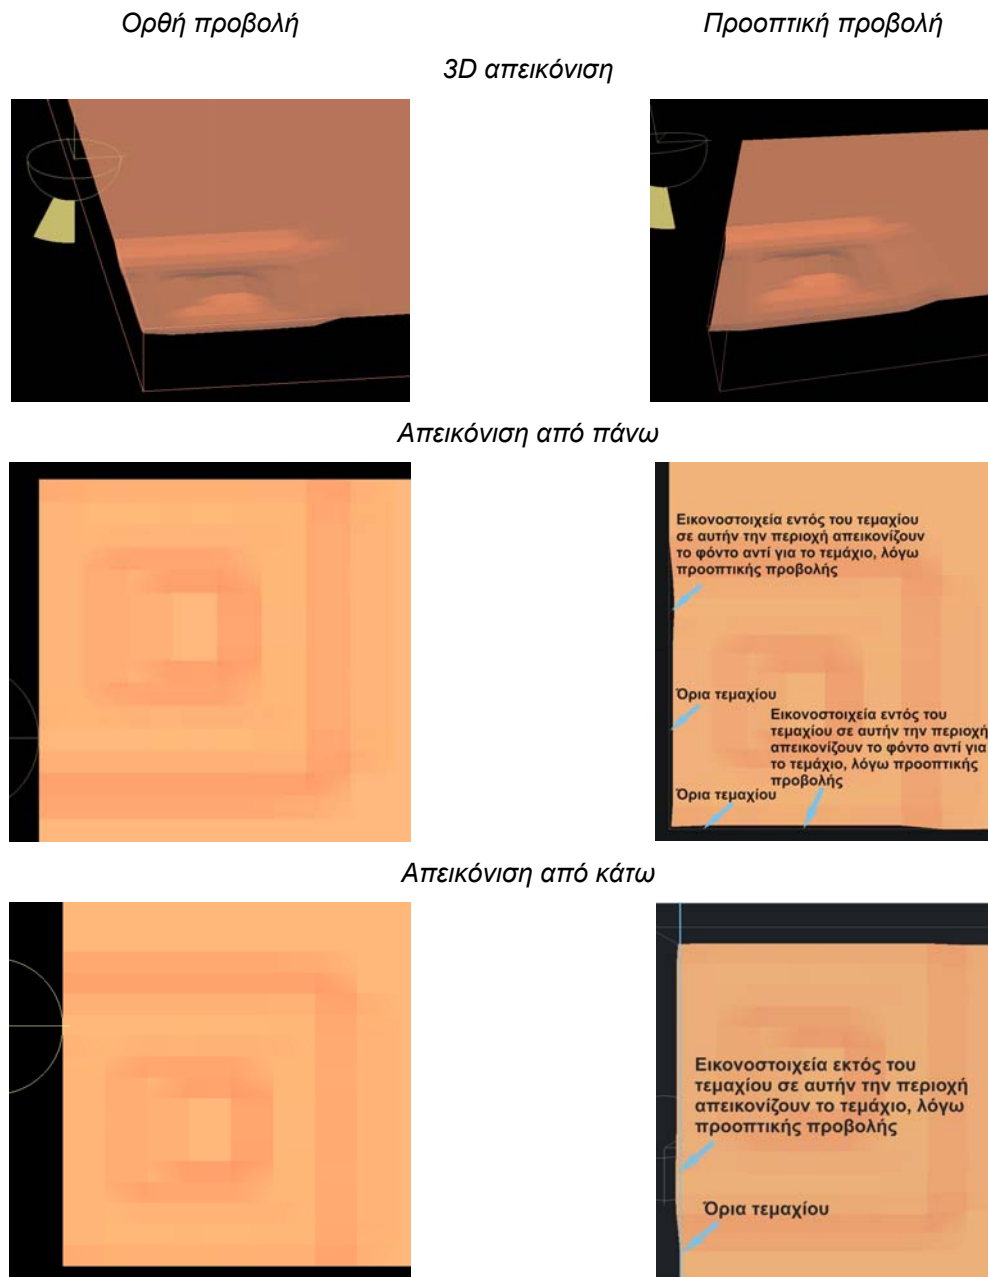 Ορθή προβολή
Προοπτική προβολή
3D απεικόνιση
Απεικόνιση από πάνω
Εικονοστοιχεία εντός του τεμαχίου
σε αυτήν την περιοχή απεικονίζουν
το φόντο αντί για το τεμάχιο, λόγω
προοπτικής προβολής
Όρια τεμαχίου
Εικονοστοιχεία εντός του
τεμαχίου σε αυτήν την περιοχή
απεικονίζουν το φόντο αντί για
το τεμάχιο, λόγω προοπτικής
προβολής
Όρια τεμαχίου
Απεικόνιση από κάτω
Εικονοστοιχεία εκτός του
τεμαχίου σε αυτήν την περιοχή
απεικονίζουν το τεμάχιο, λόγω
προοπτικής προβολής
Όρια τεμαχίου